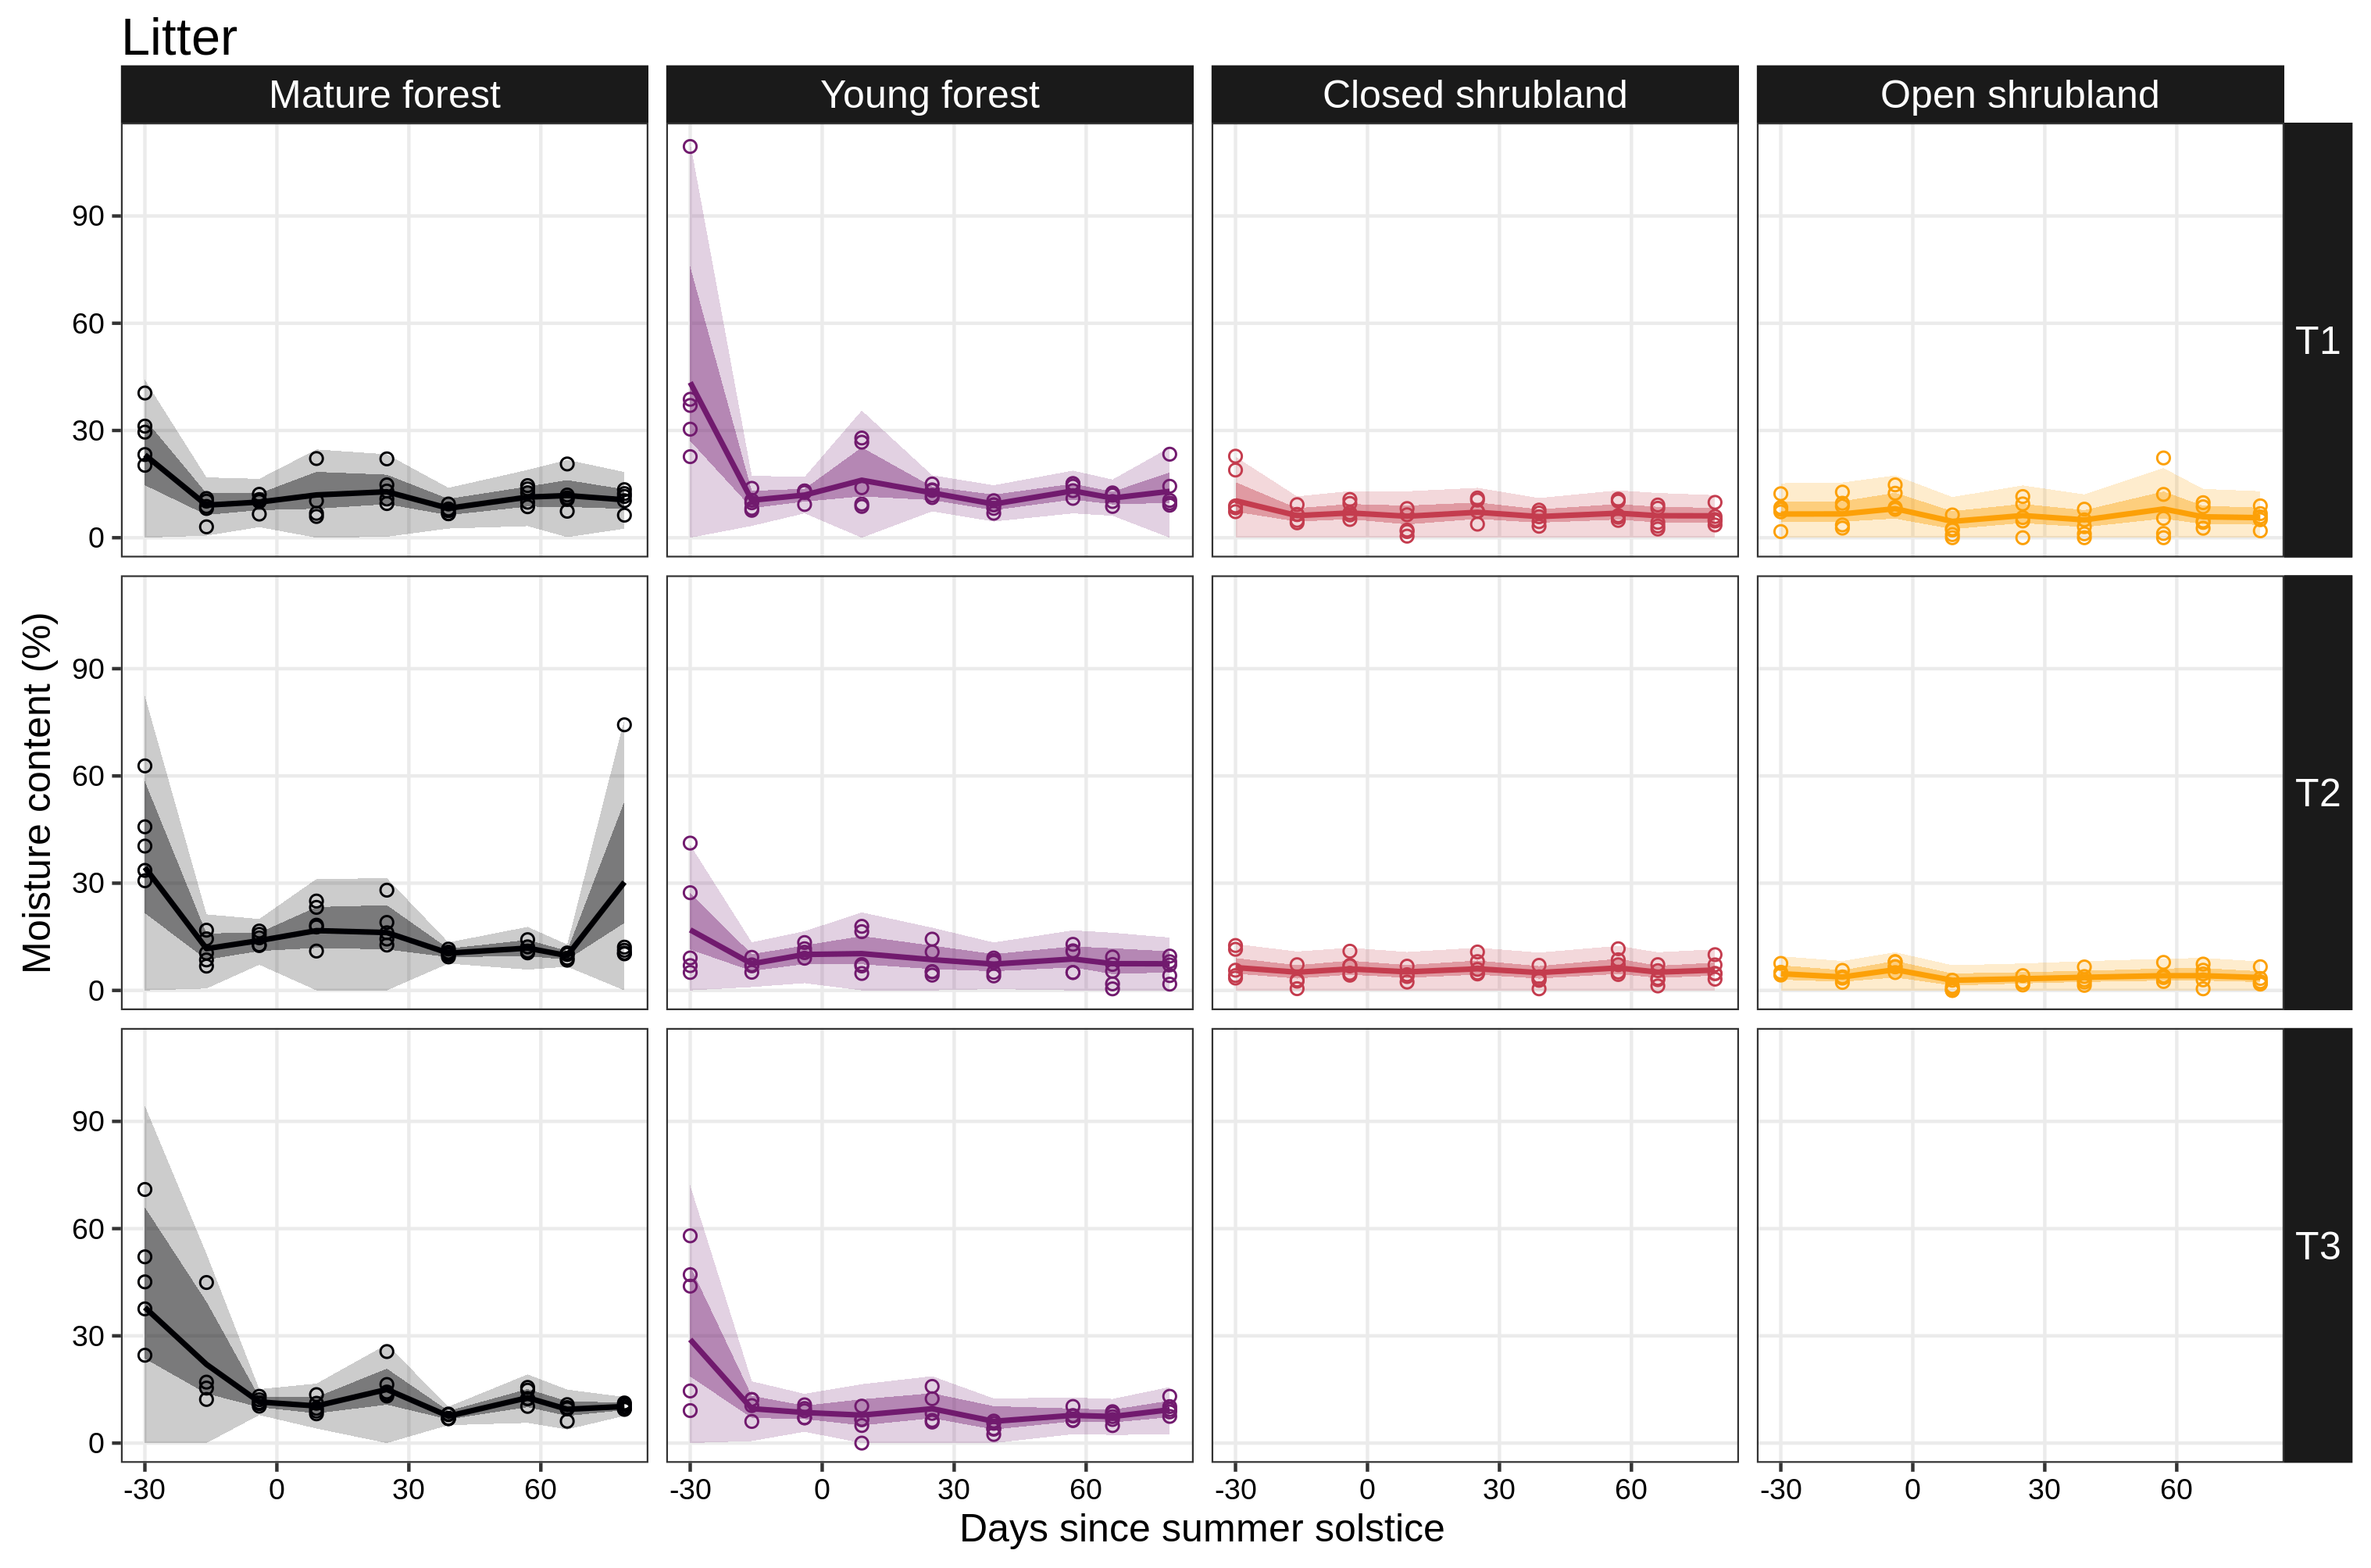 Litter
Mature forest
Young forest
Closed shrubland
Open shrubland
90
60
30
0
T1
Moisture content (%)
90
60
30
0
T2
90
60
30
0
T3
-30 0 30 60
-30 0 30 60
-30 0 30 60
-30 0 30 60
Days since summer solstice